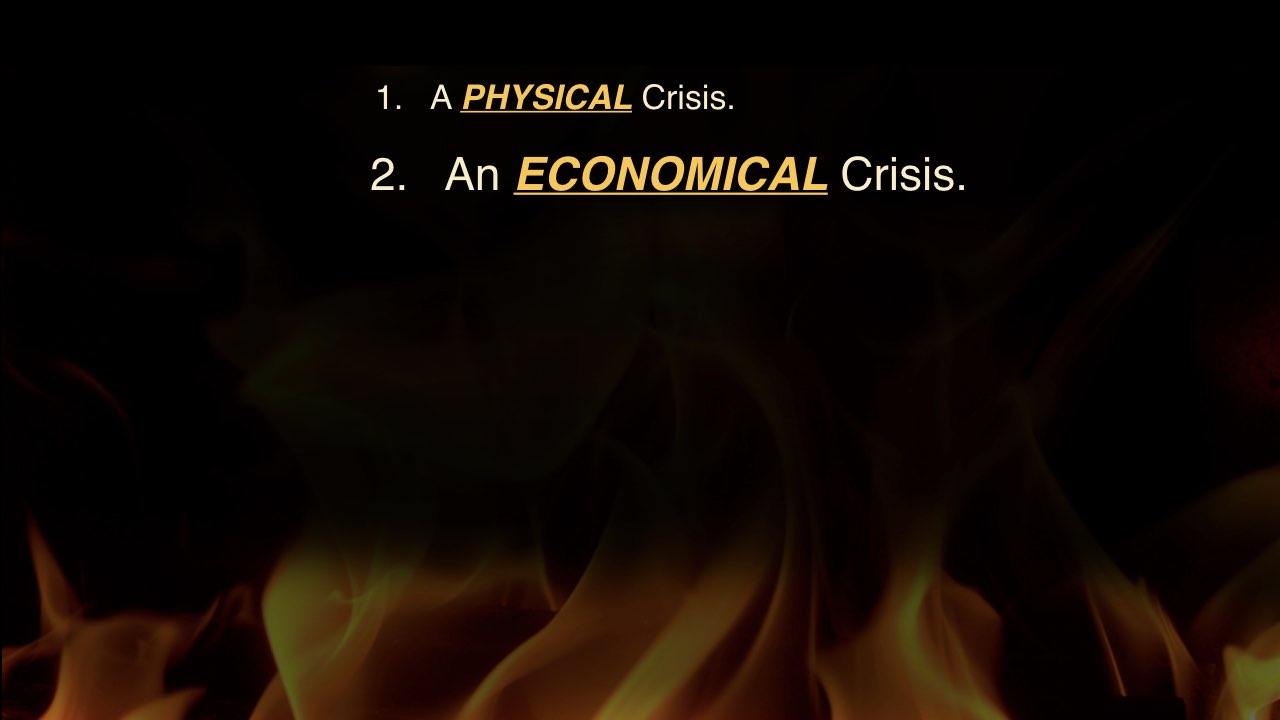 1. A PHYSICAL Crisis.
2. An ECONOMICAL Crisis.